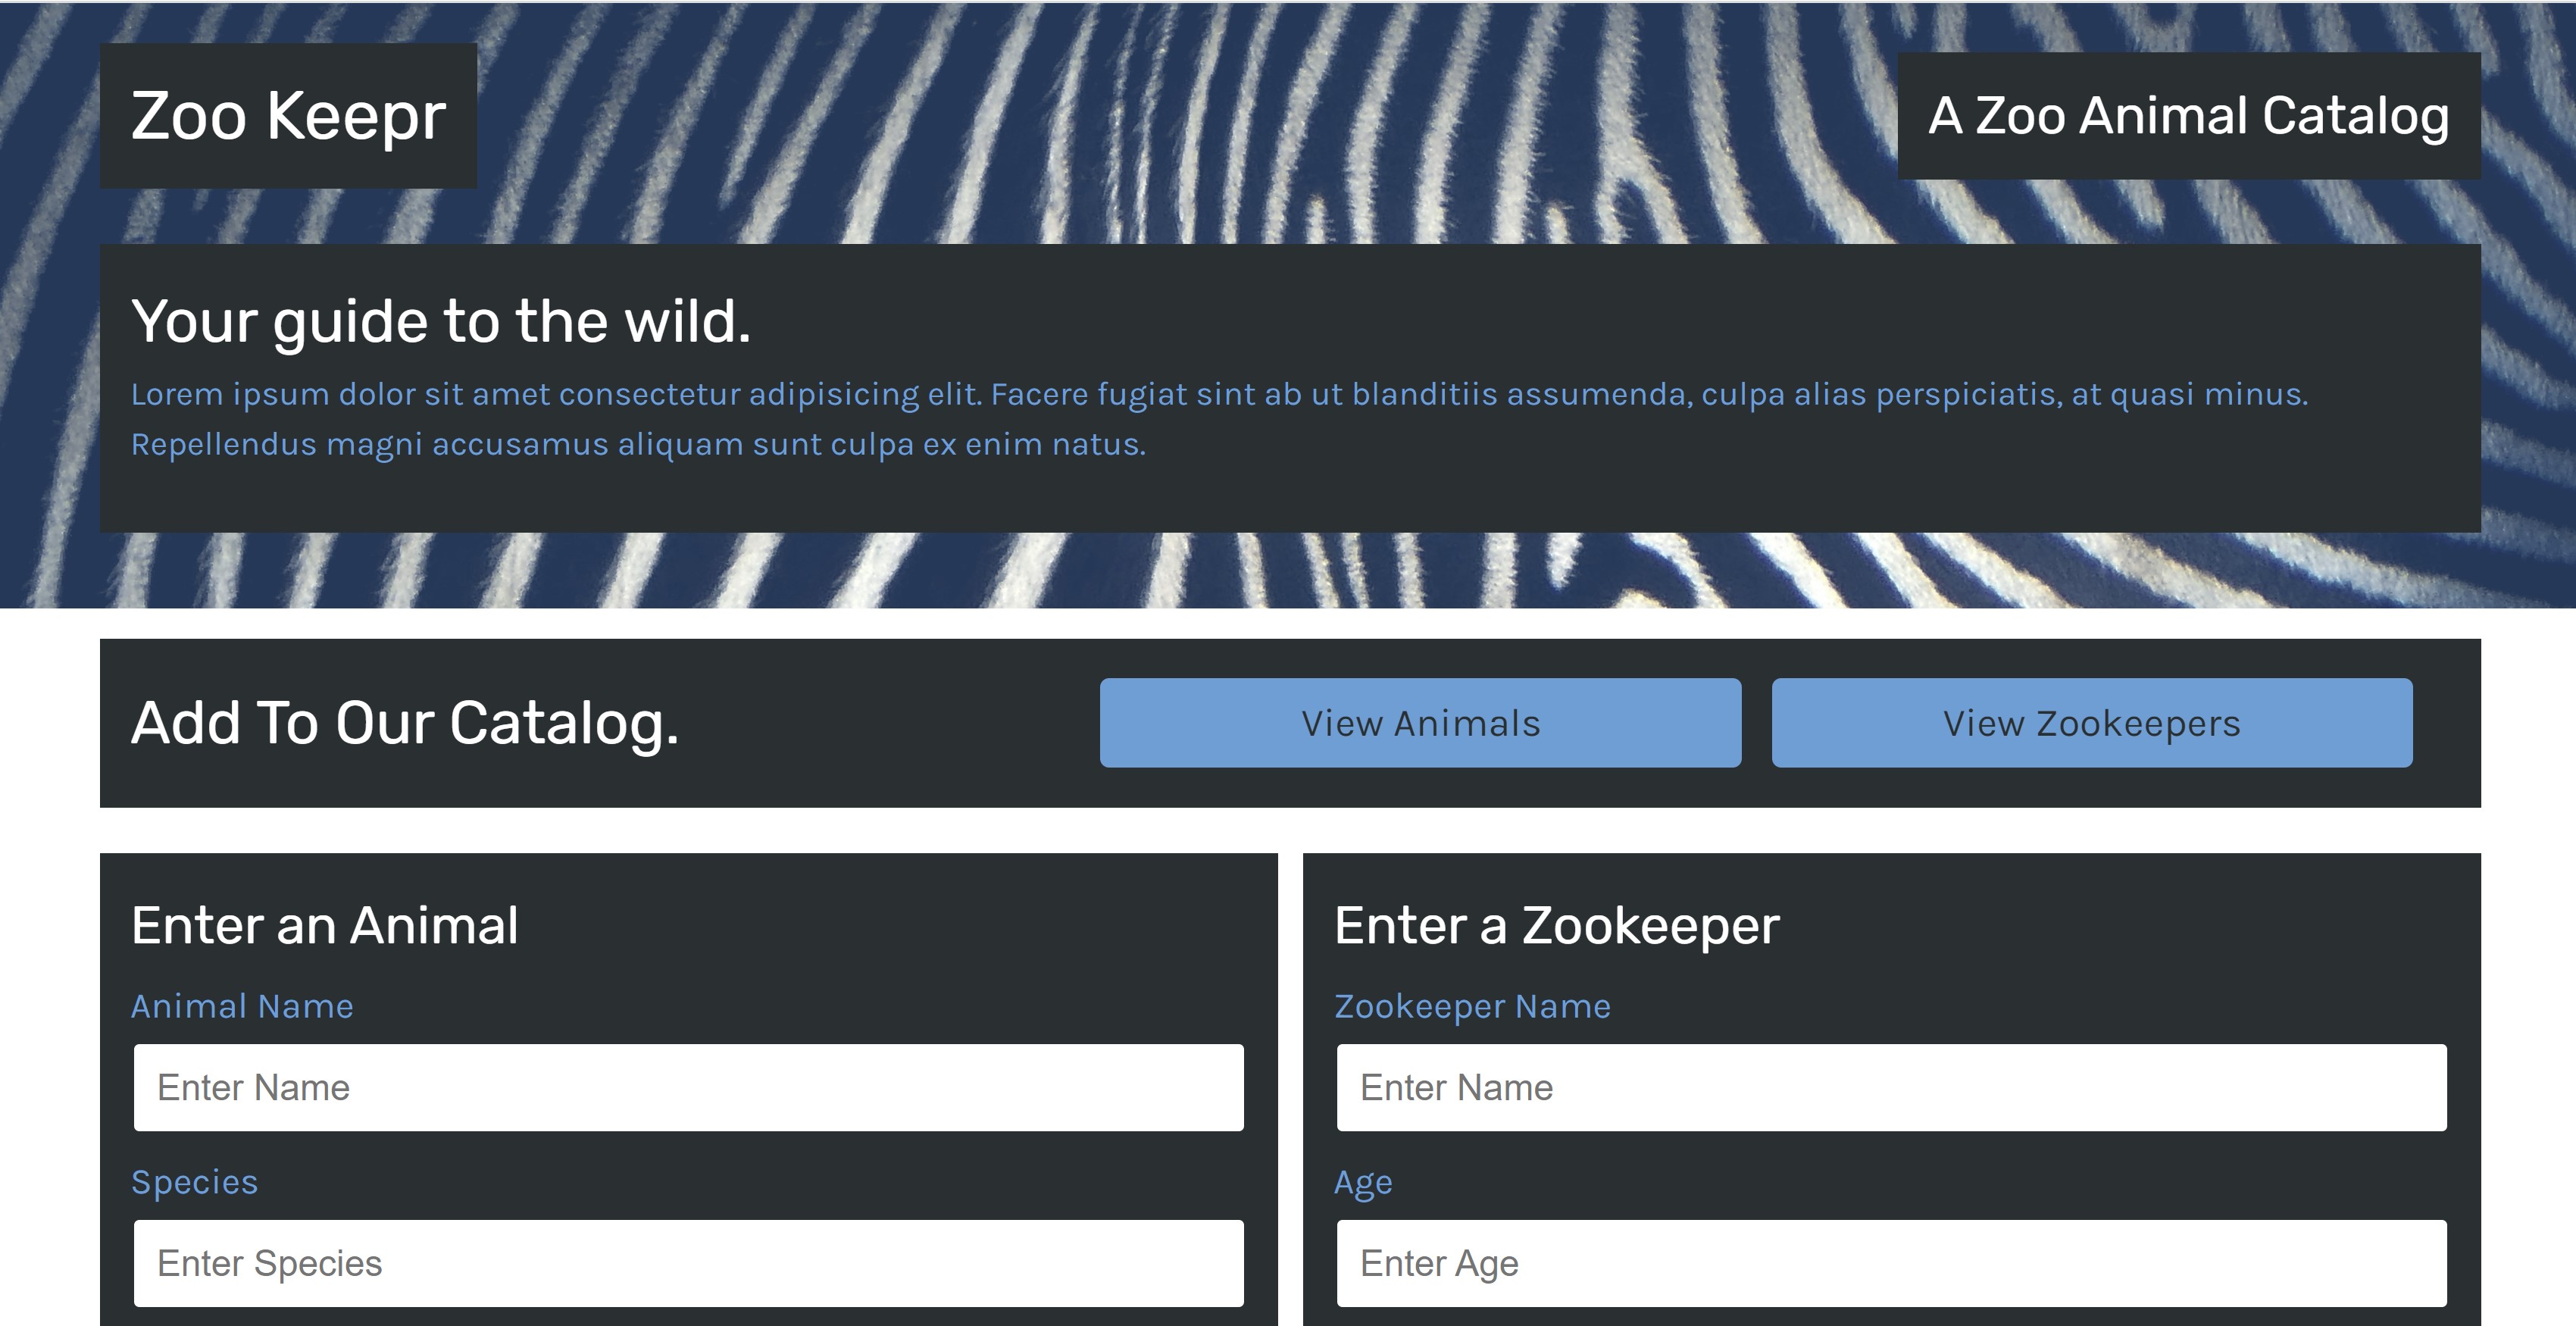 Zoo Keepr
A Zoo Animal Catalog
Your guide to the wild.
Lorem ipsum dolor sit amet consectetur adipisicing elit. Facere fugiat sint ab ut blanditiis assumenda, culpa alias perspiciatis, at quasi minus.
Repellendus magni accusamus aliquam sunt culpa ex enim natus.
Add To Our Catalog.
View Animals
View Zookeepers
Enter an Animal
Animal Name
Enter Name
Species
Enter Species
Enter a Zookeeper
Zookeeper Name
Enter Name
Age
Enter Age